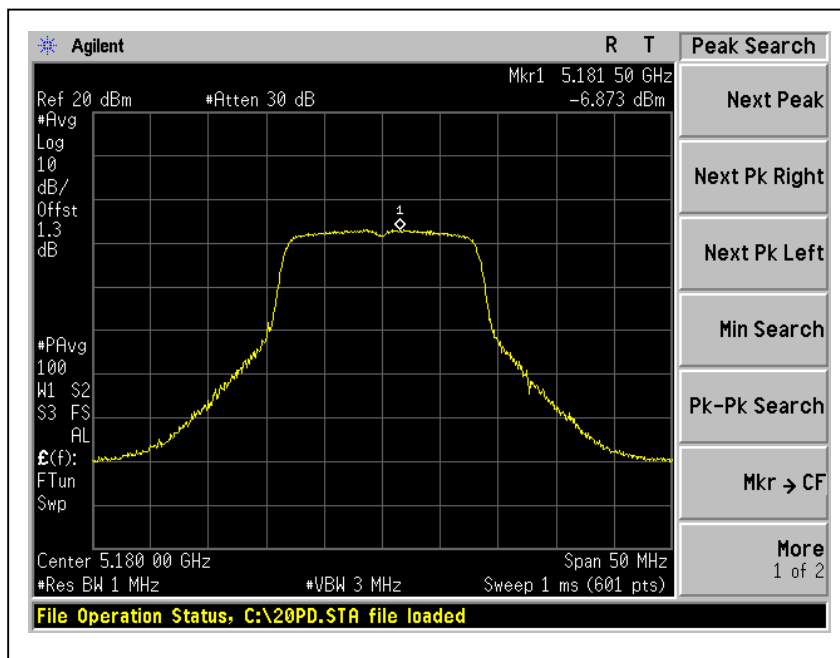 Agilent
R T
Peak Search
Mkr1 5.181 50 GHz
Ref 20 dBm #Atten 30 dB -6.873 dBm
#Avg
Log
10
dB/
Offst
1.3
dB
1
#PAvg
100
W1 S2
S3 FS
AL
£(f):
FTun
Swp
Center 5.180 00 GHz Span 50 MHz
#Res BW 1 MHz #VBW 3 MHz Sweep 1 ms (601 pts)
File Operation Status, C:\20PD.STA file loaded
Next Peak
Next Pk Right
Next Pk Left
Min Search
Pk-Pk Search
Mkr → CF
More
1 of 2